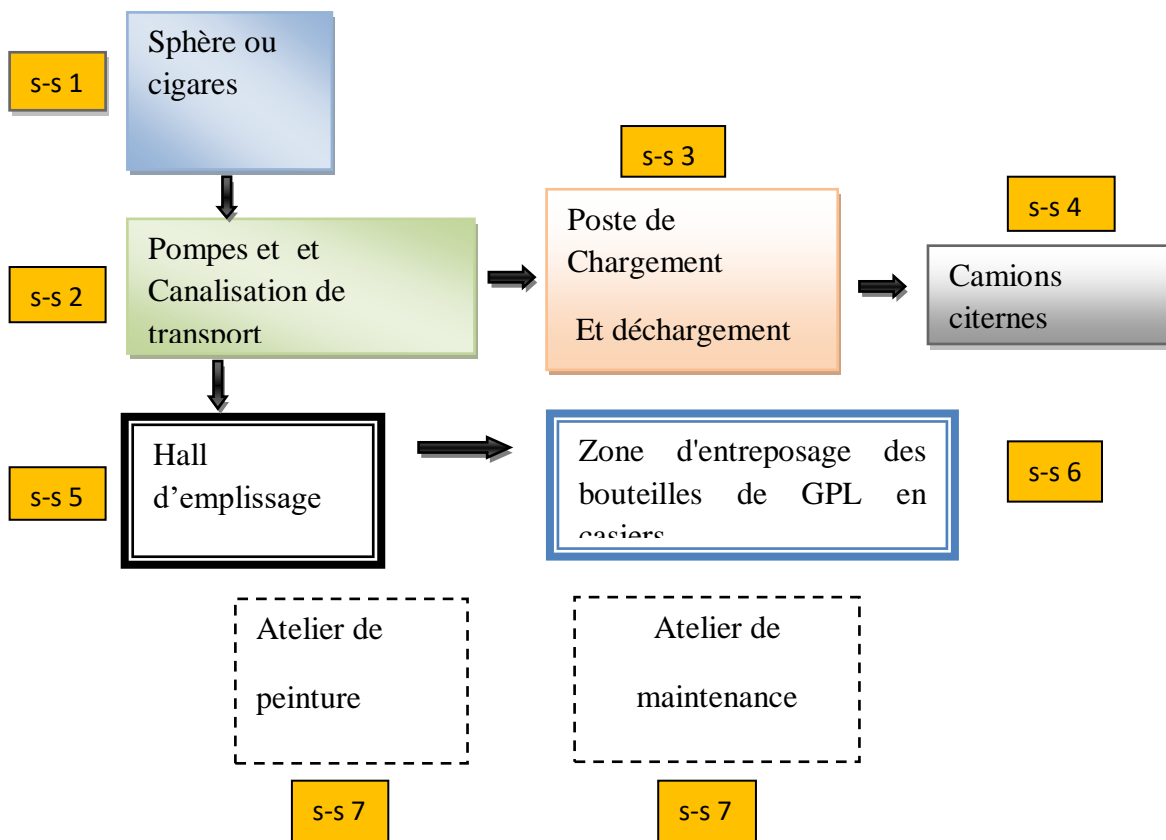 Sphère ou
cigares
s-s 1
s-s 3
s-s 4
Pompes et et
Canalisation de
transport
s-s 2
Poste de
Chargement
Et déchargement
Camions
citernes
Hall
d’emplissage
s-s 5
Zone d'entreposage des
bouteilles de GPL en
casiers
s-s 6
Atelier de
peinture
Atelier de
maintenance
s-s 7
s-s 7